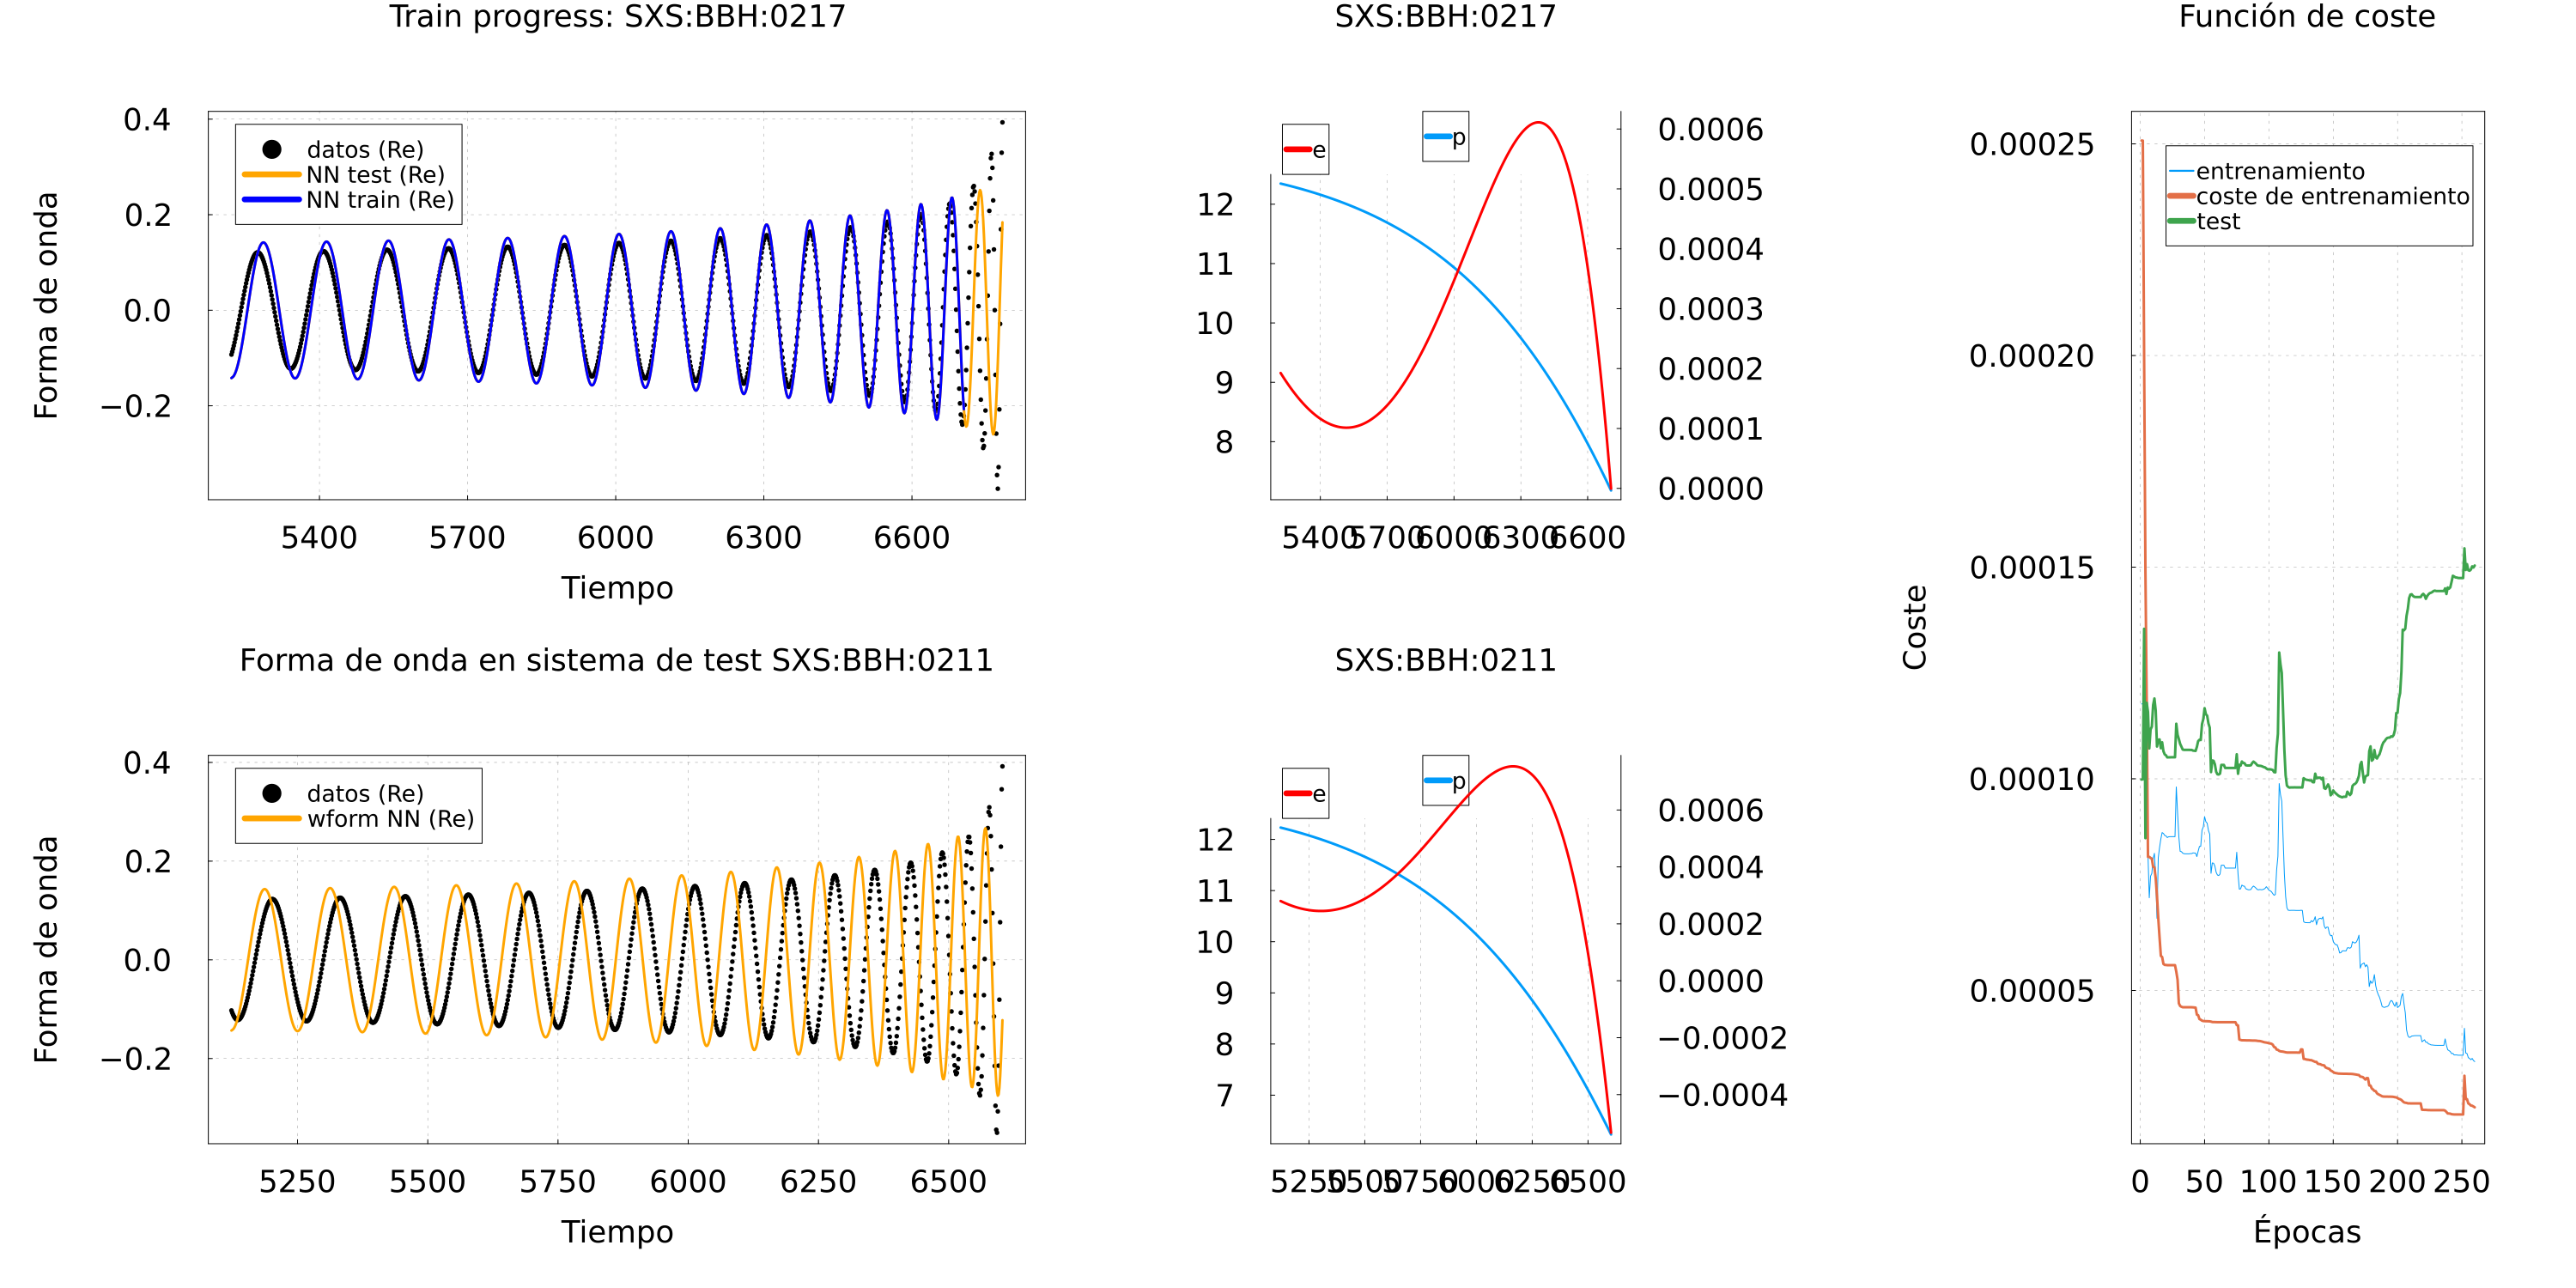 Train progress: SXS:BBH:0217
Forma de onda
0.4
0.2
0.0
−0.2
datos (Re)
NN test (Re)
NN train (Re)
5400 5700 6000 6300 6600
Tiempo
SXS:BBH:0217
12
11
10
9
8
e
p
0.0006
0.0005
0.0004
0.0003
0.0002
0.0001
0.0000
5400 5700 6000 6300 6600
Forma de onda en sistema de test SXS:BBH:0211
Forma de onda
0.4
0.2
0.0
−0.2
datos (Re)
wform NN (Re)
5250 5500 5750 6000 6250 6500
Tiempo
SXS:BBH:0211
12
11
10
9
8
7
e
p
0.0006
0.0004
0.0002
0.0000
−0.0002
−0.0004
5250 5500 5750 6000 6250 6500
Función de coste
Coste
0.00025
0.00020
0.00015
0.00010
0.00005
entrenamiento
coste de entrenamiento
test
0 50 100 150 200 250
Épocas